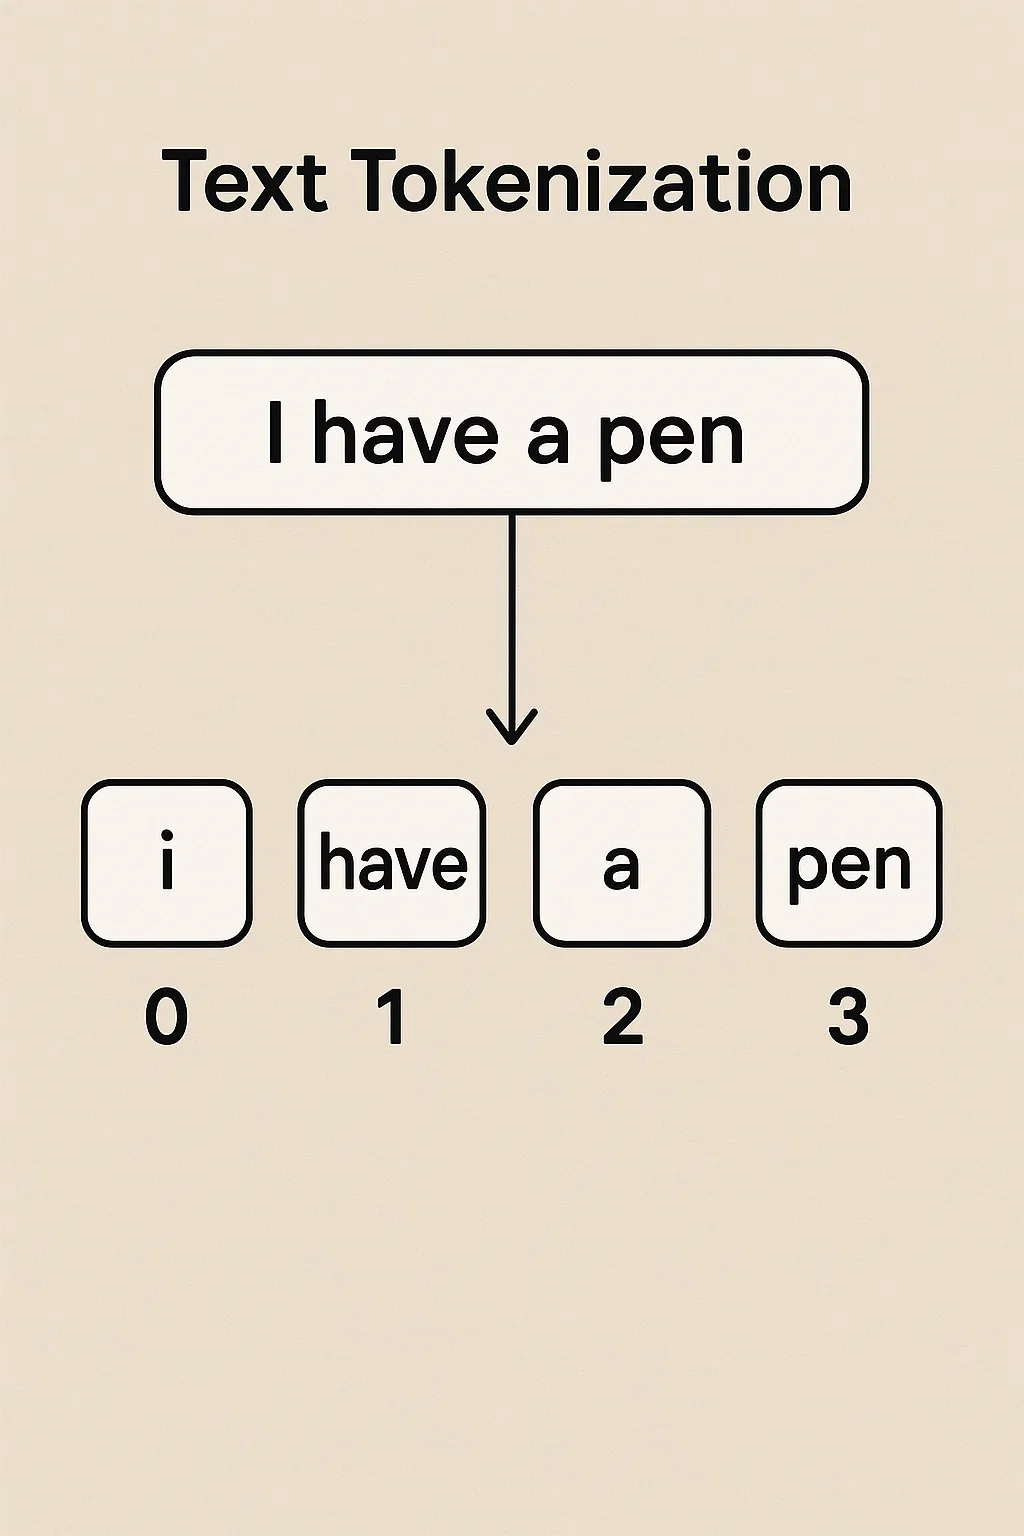 Text Tokenization
I have a pen
i have a pen
0 1 2 3